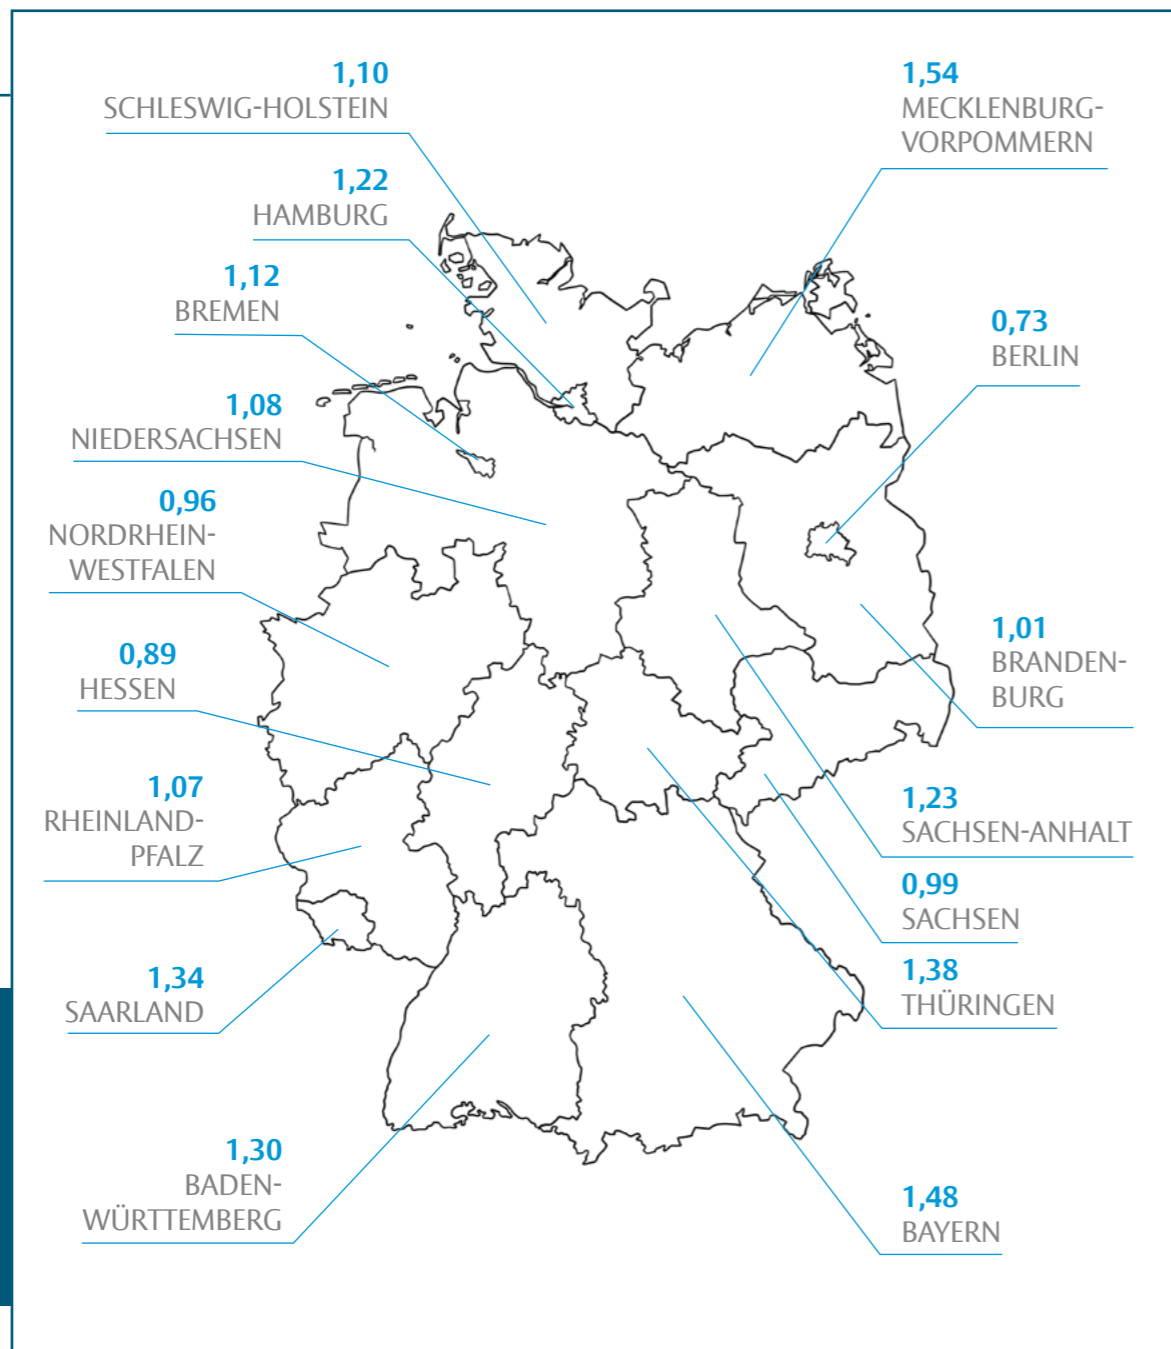 1,10
SCHLESWIG-HOLSTEIN
1,22
HAMBURG
1,12
BREMEN
1,08
NIEDERSACHSEN
0,96
NORDRHEIN-
WESTFALEN
0,89
HESSEN
1,07
RHEINLAND-
PFALZ
1,34
SAARLAND
1,30
BADEN-
WÜRTTEMBERG
1,54
MECKLENBURG-
VORPOMMERN
0,73
BERLIN
1,01
BRANDEN-
BURG
1,23
SACHSEN-ANHALT
0,99
SACHSEN
1,38
THÜRINGEN
1,48
BAYERN